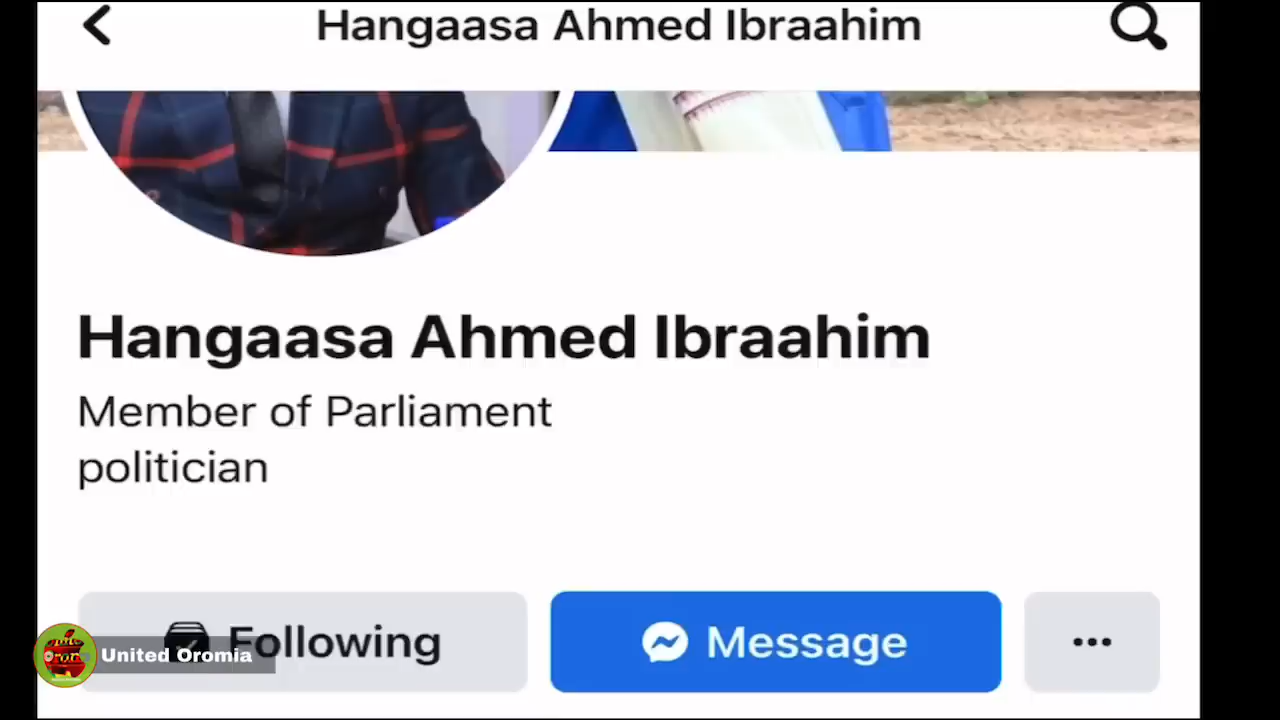 Hangaasa Ahmed Ibraahim
Hangaasa Ahmed Ibraahim
Member of Parliament
politician
Following
Message
United Oromia